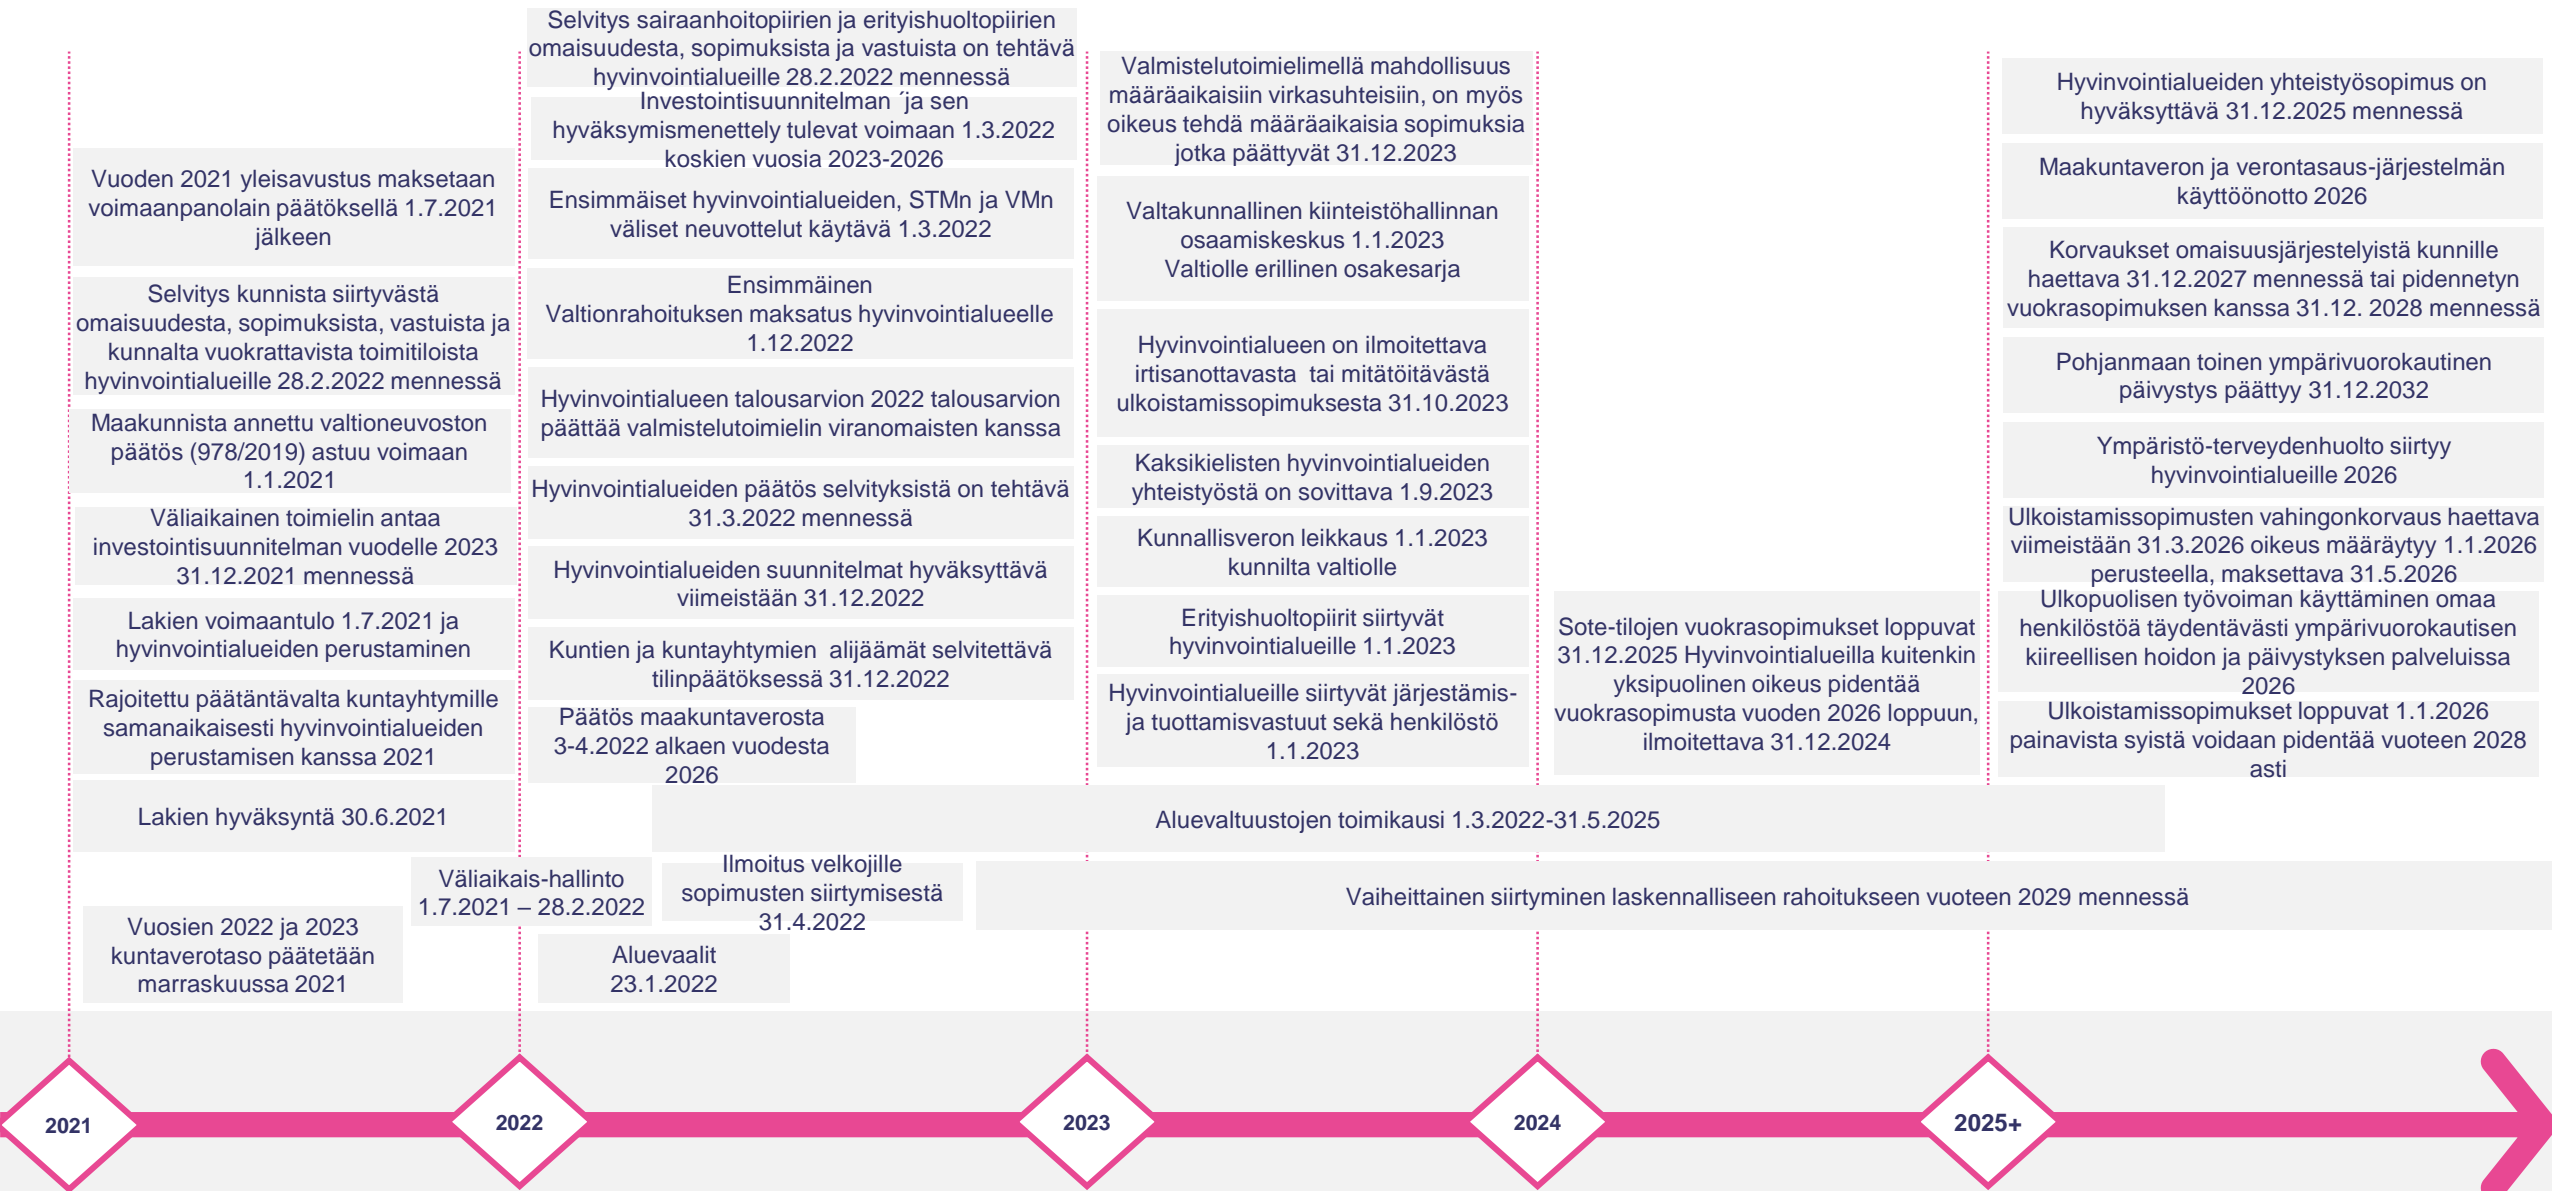 Vuoden 2021 yleisavustus maksetaan
voimaanpanolain päätöksellä 1.7.2021
jälkeen
Selvitys kunnista siirtyvästä
omaisuudesta, sopimuksista, vastuista ja
kunnalta vuokrattavista toimitiloista
hyvinvointialueille 28.2.2022 mennessä
Maakunnista annettu valtioneuvoston
päätös (978/2019) astuu voimaan
1.1.2021
Väliaikainen toimielin antaa
investointisuunnitelman vuodelle 2023
31.12.2021 mennessä
Lakien voimaantulo 1.7.2021 ja
hyvinvointialueiden perustaminen
Rajoitettu päätäntävalta kuntayhtymille
samanaikaisesti hyvinvointialueiden
perustamisen kanssa 2021
Lakien hyväksyntä 30.6.2021
Vuosien 2022 ja 2023
kuntaverotaso päätetään
marraskuussa 2021
Väliaikais-hallinto
1.7.2021 – 28.2.2022
Selvitys sairaanhoitopiirien ja erityishuoltopiirien
omaisuudesta, sopimuksista ja vastuista on tehtävä
hyvinvointialueille 28.2.2022 mennessä
Investointisuunnitelman ´ja sen
hyväksymismenettely tulevat voimaan 1.3.2022
koskien vuosia 2023-2026
Ensimmäiset hyvinvointialueiden, STMn ja VMn
väliset neuvottelut käytävä 1.3.2022
Ensimmäinen
Valtionrahoituksen maksatus hyvinvointialueelle
1.12.2022
Hyvinvointialueen talousarvion 2022 talousarvion
päättää valmistelutoimielin viranomaisten kanssa
Hyvinvointialueiden päätös selvityksistä on tehtävä
31.3.2022 mennessä
Hyvinvointialueiden suunnitelmat hyväksyttävä
viimeistään 31.12.2022
Kuntien ja kuntayhtymien  alijäämät selvitettävä
tilinpäätöksessä 31.12.2022
Päätös maakuntaverosta
3-4.2022 alkaen vuodesta
2026
Aluevaltuustojen toimikausi 1.3.2022-31.5.2025
Ilmoitus velkojille
sopimusten siirtymisestä
31.4.2022
Aluevaalit
23.1.2022
Valmistelutoimielimellä mahdollisuus
määräaikaisiin virkasuhteisiin, on myös
oikeus tehdä määräaikaisia sopimuksia
jotka päättyvät 31.12.2023
Valtakunnallinen kiinteistöhallinnan
osaamiskeskus 1.1.2023
Valtiolle erillinen osakesarja
Hyvinvointialueen on ilmoitettava
irtisanottavasta  tai mitätöitävästä
ulkoistamissopimuksesta 31.10.2023
Kaksikielisten hyvinvointialueiden
yhteistyöstä on sovittava 1.9.2023
Kunnallisveron leikkaus 1.1.2023
kunnilta valtiolle
Erityishuoltopiirit siirtyvät
hyvinvointialueille 1.1.2023
Hyvinvointialueille siirtyvät järjestämis-
ja tuottamisvastuut sekä henkilöstö
1.1.2023
Vaiheittainen siirtyminen laskennalliseen rahoitukseen vuoteen 2029 mennessä
Sote-tilojen vuokrasopimukset loppuvat
31.12.2025 Hyvinvointialueilla kuitenkin
yksipuolinen oikeus pidentää
vuokrasopimusta vuoden 2026 loppuun,
ilmoitettava 31.12.2024
Hyvinvointialueiden yhteistyösopimus on
hyväksyttävä 31.12.2025 mennessä
Maakuntaveron ja verontasaus-järjestelmän
käyttöönotto 2026
Korvaukset omaisuusjärjestelyistä kunnille
haettava 31.12.2027 mennessä tai pidennetyn
vuokrasopimuksen kanssa 31.12. 2028 mennessä
Pohjanmaan toinen ympärivuorokautinen
päivystys päättyy 31.12.2032
Ympäristö-terveydenhuolto siirtyy
hyvinvointialueille 2026
Ulkoistamissopimusten vahingonkorvaus haettava
viimeistään 31.3.2026 oikeus määräytyy 1.1.2026
perusteella, maksettava 31.5.2026
Ulkopuolisen työvoiman käyttäminen omaa
henkilöstöä täydentävästi ympärivuorokautisen
kiireellisen hoidon ja päivystyksen palveluissa
2026
Ulkoistamissopimukset loppuvat 1.1.2026
painavista syistä voidaan pidentää vuoteen 2028
asti
2021
2022
2023
2024
2025+